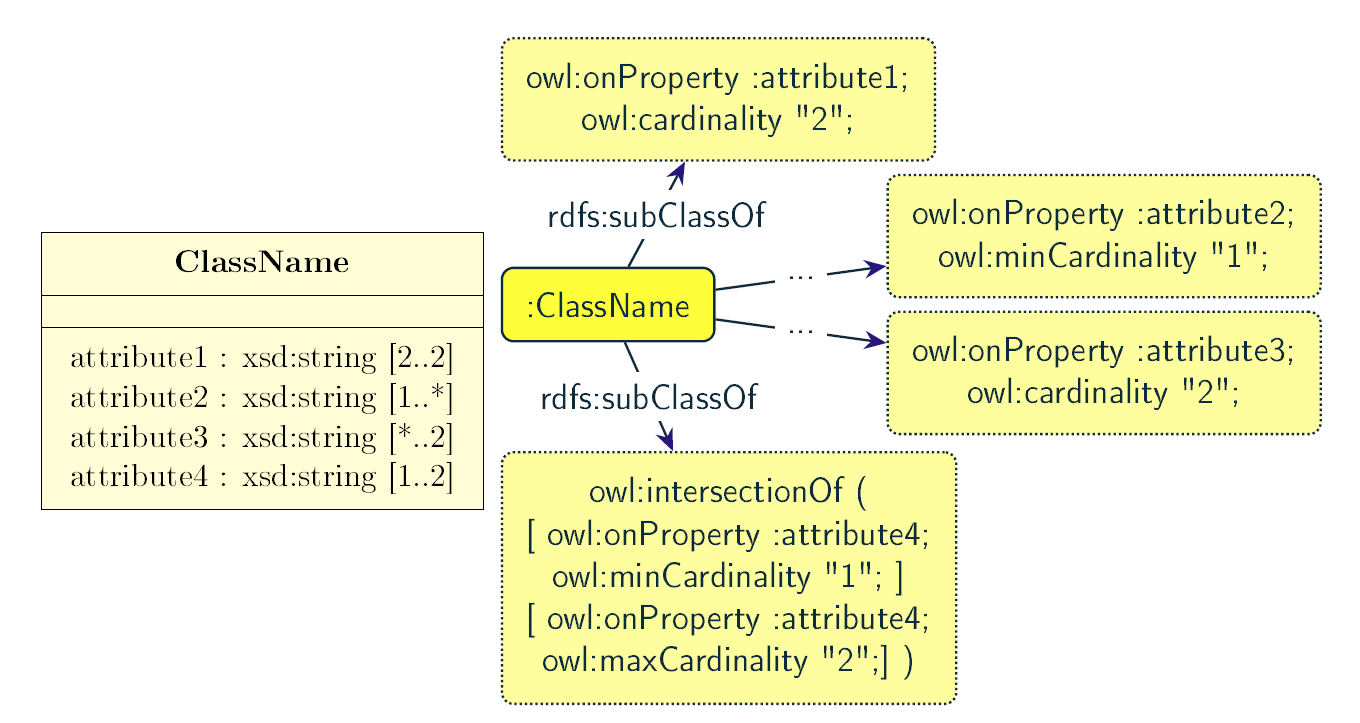 ClassName
attribute1 : xsd:string [2..2]
attribute2 : xsd:string [1..*]
attribute3 : xsd:string [*..2]
attribute4 : xsd:string [1..2]
owl:onProperty :attribute1;
owl:cardinality "2";
rdfs:subClassOf
:ClassName
...
owl:onProperty :attribute2;
owl:minCardinality "1";
...
owl:onProperty :attribute3;
owl:cardinality "2";
rdfs:subClassOf
owl:intersectionOf (
[ owl:onProperty :attribute4;
owl:minCardinality "1"; ]
[ owl:onProperty :attribute4;
owl:maxCardinality "2";] )